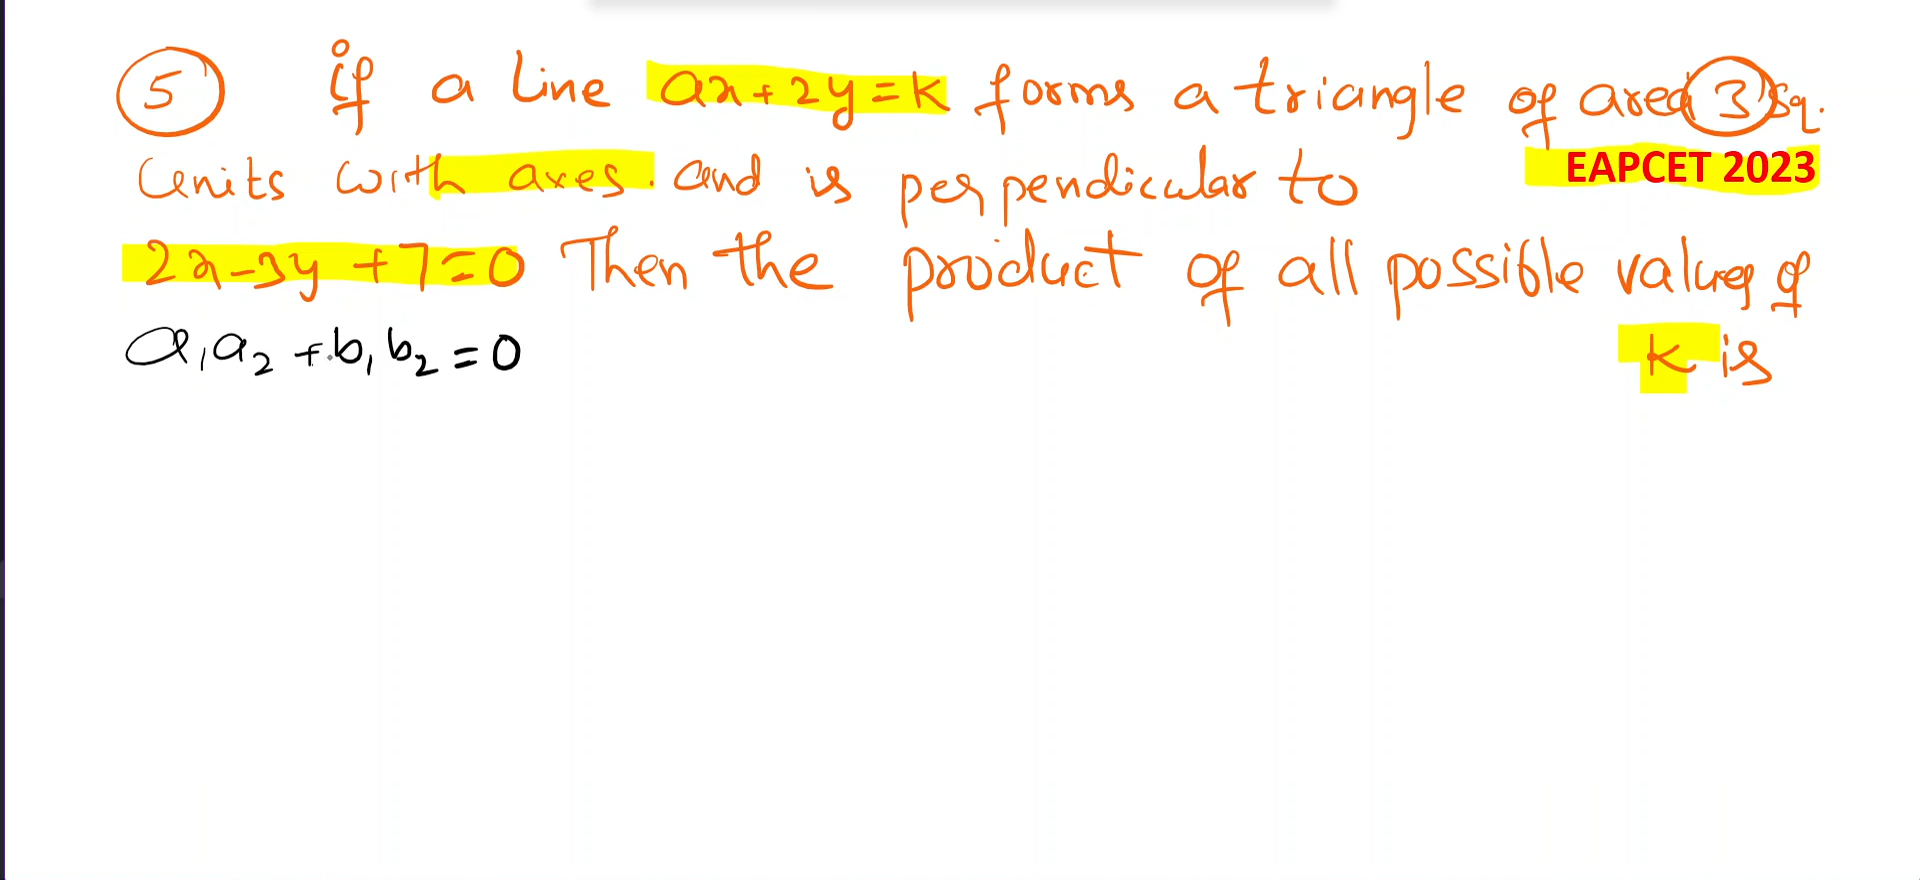 5 if a line ax+2y=k forms a triangle of area 3 sq.
units with axes. and is perpendicular to
EAPCET 2023
2x-3y+7=0 Then the product of all possible values of
a₁a₂ + b₁b₂ = 0
k is